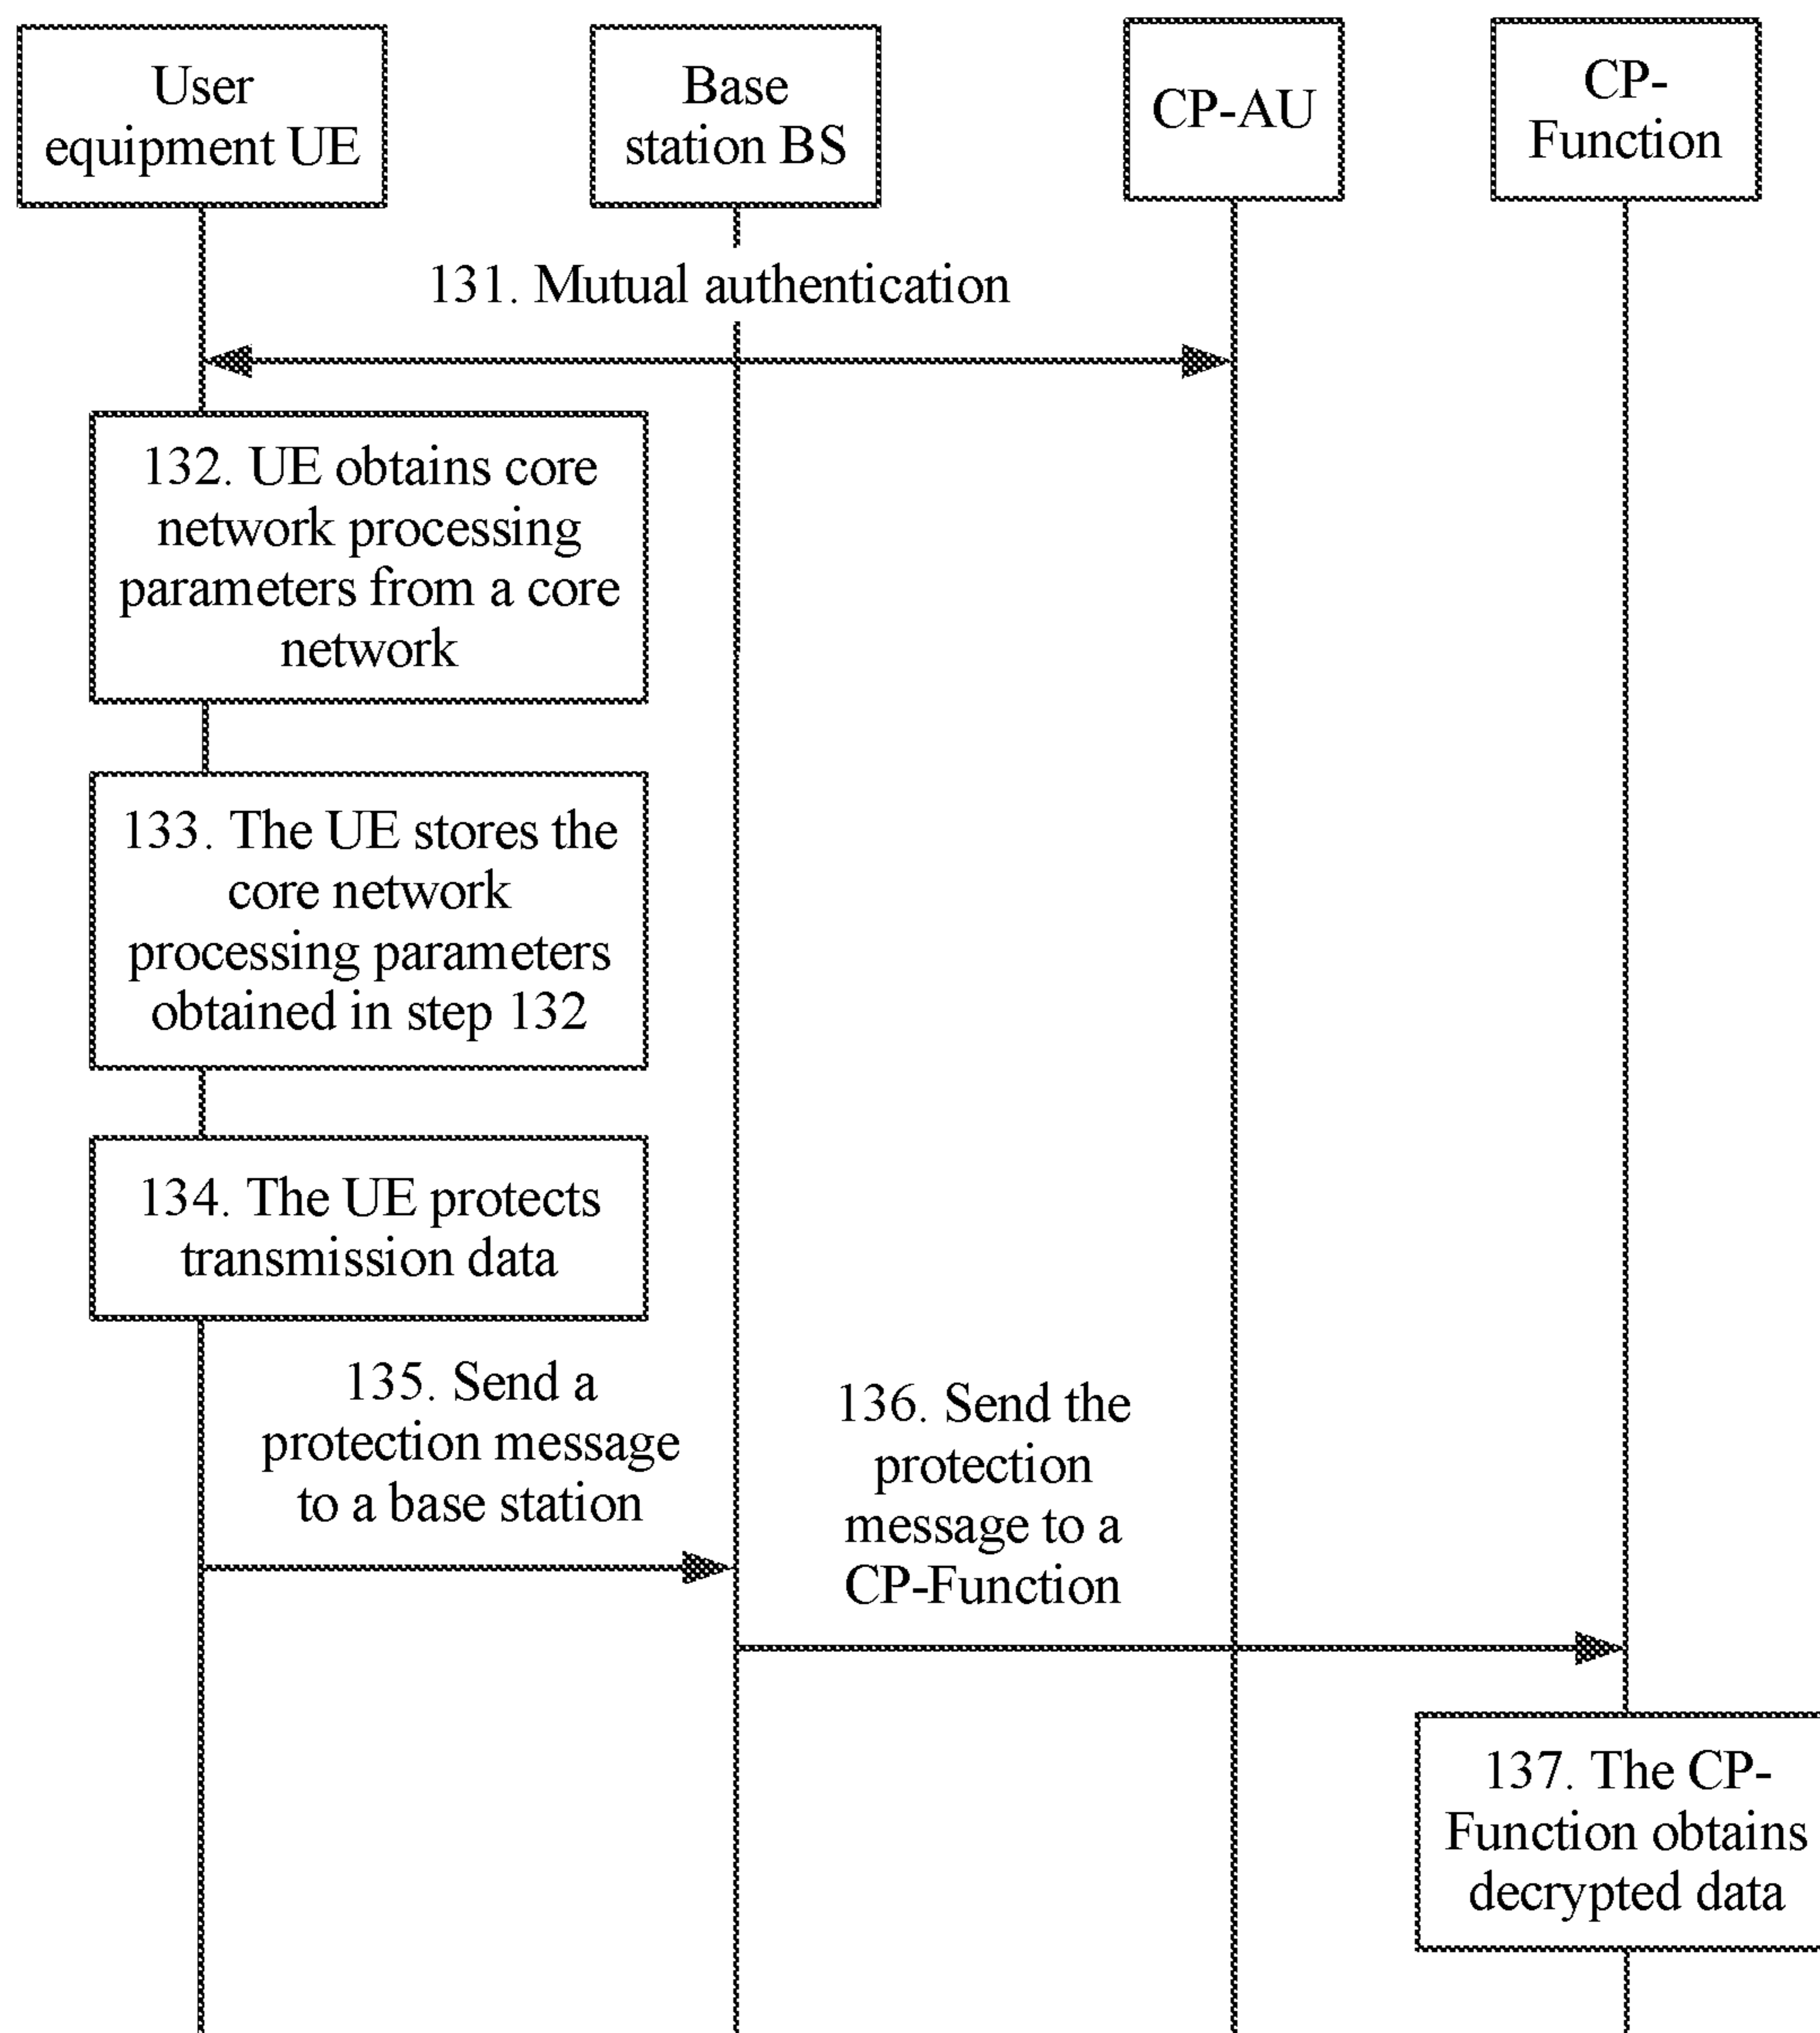 User
equipment UE
Base
station BS
CP-AU
CP-
Function
131. Mutual authentication
132. UE obtains core
network processing
parameters from a core
network
133. The UE stores the
core network
processing parameters
obtained in step 132
134. The UE protects
transmission data
135. Send a
protection message
to a base station
136. Send the
protection
message to a
CP-Function
137. The CP-
Function obtains
decrypted data